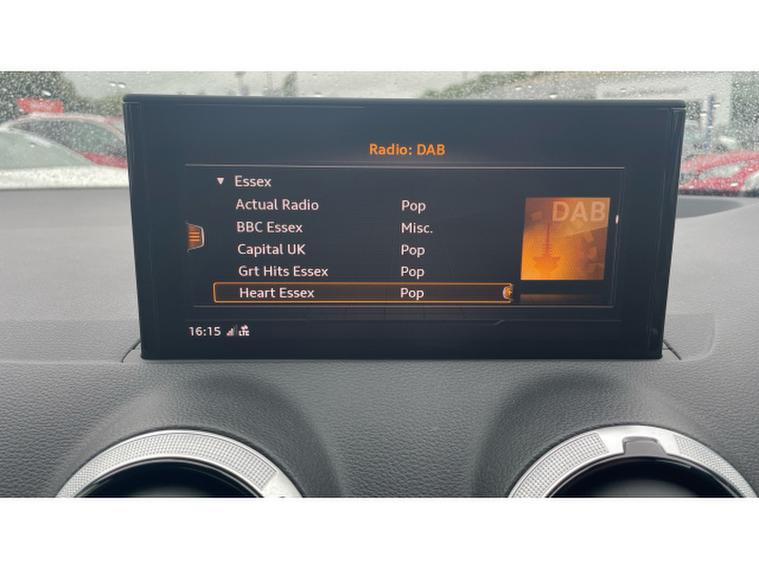 Radio: DAB
▼ Essex
Actual Radio Pop
BBC Essex Misc.
Capital UK Pop
Grt Hits Essex Pop
Heart Essex Pop
DAB
16:15 LTE